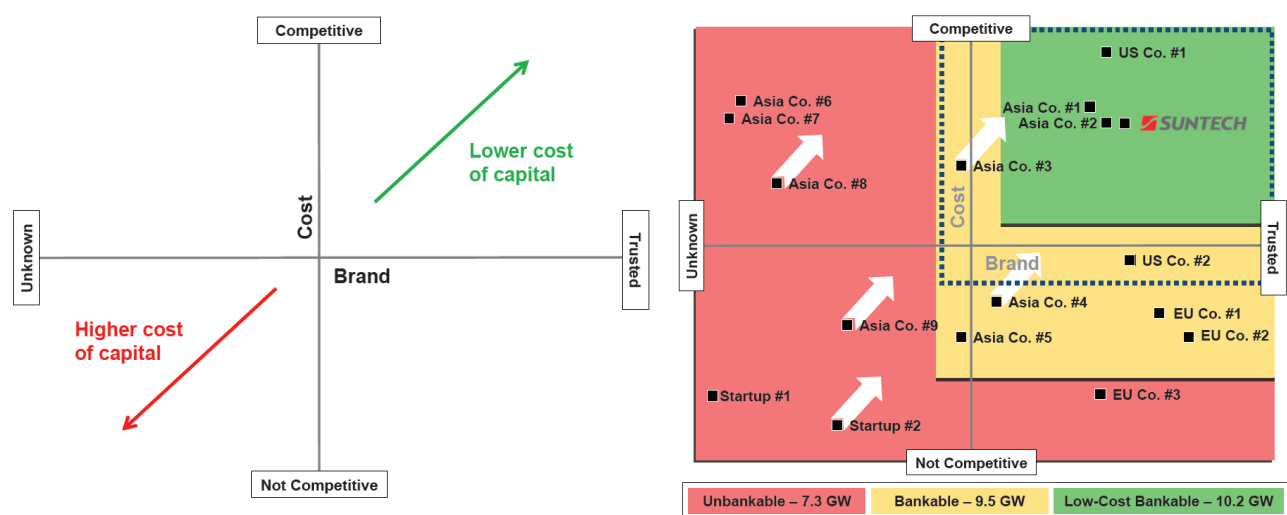 Competitive
Lower cost
of capital
Cost
Unknown
Trusted
Brand
Higher cost
of capital
Not Competitive
Competitive
US Co. #1
Asia Co. #6
Asia Co. #1
Asia Co. #7
Asia Co. #2
SUNTECH
Asia Co. #3
Asia Co. #8
Cost
Unknown
Trusted
Brand
US Co. #2
Asia Co. #4
EU Co. #1
Asia Co. #9
Asia Co. #5
EU Co. #2
Startup #1
EU Co. #3
Startup #2
Not Competitive
Unbankable – 7.3 GW
Bankable – 9.5 GW
Low-Cost Bankable – 10.2 GW